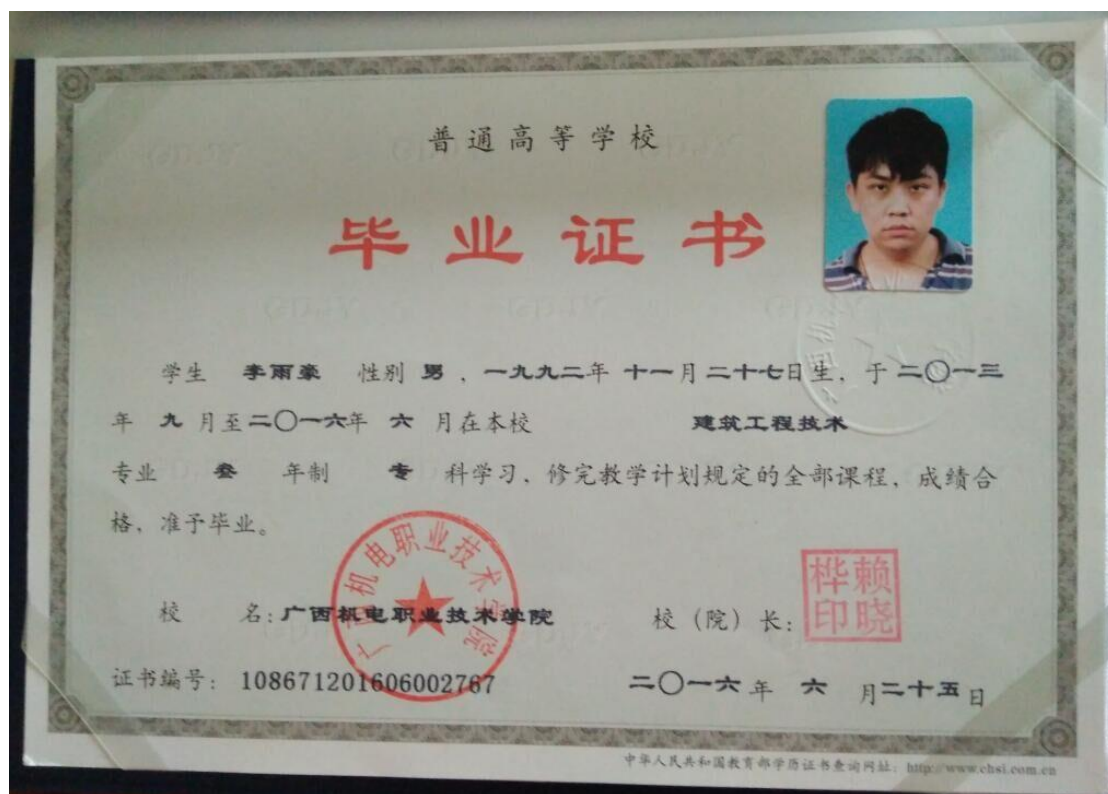 普通高等学校
毕业证书
学生 李雨豪 性别 男 ，一九九二年 十一月二十七日生，于二〇一三
年 九 月至二〇一六年 六 月在本校 建筑工程技术
专业 叁 年制 专 科学习，修完教学计划规定的全部课程，成绩合
格，准予毕业。
广西机电职业技术学院
赖晓桦印
校 名：广西机电职业技术学院 校（院）长：
证书编号：108671201606002767 二〇一六年 六 月二十五日
中华人民共和国教育部学历证书查询网址：http://www.chsi.com.cn